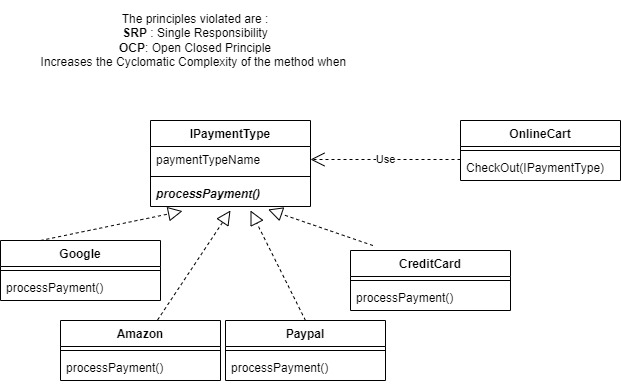 The principles violated are :
SRP : Single Responsibility
OCP: Open Closed Principle
Increases the Cyclomatic Complexity of the method when
IPaymentType
paymentTypeName
processPayment()
Use
OnlineCart
CheckOut(IPaymentType)
Google
processPayment()
CreditCard
processPayment()
Amazon
processPayment()
Paypal
processPayment()